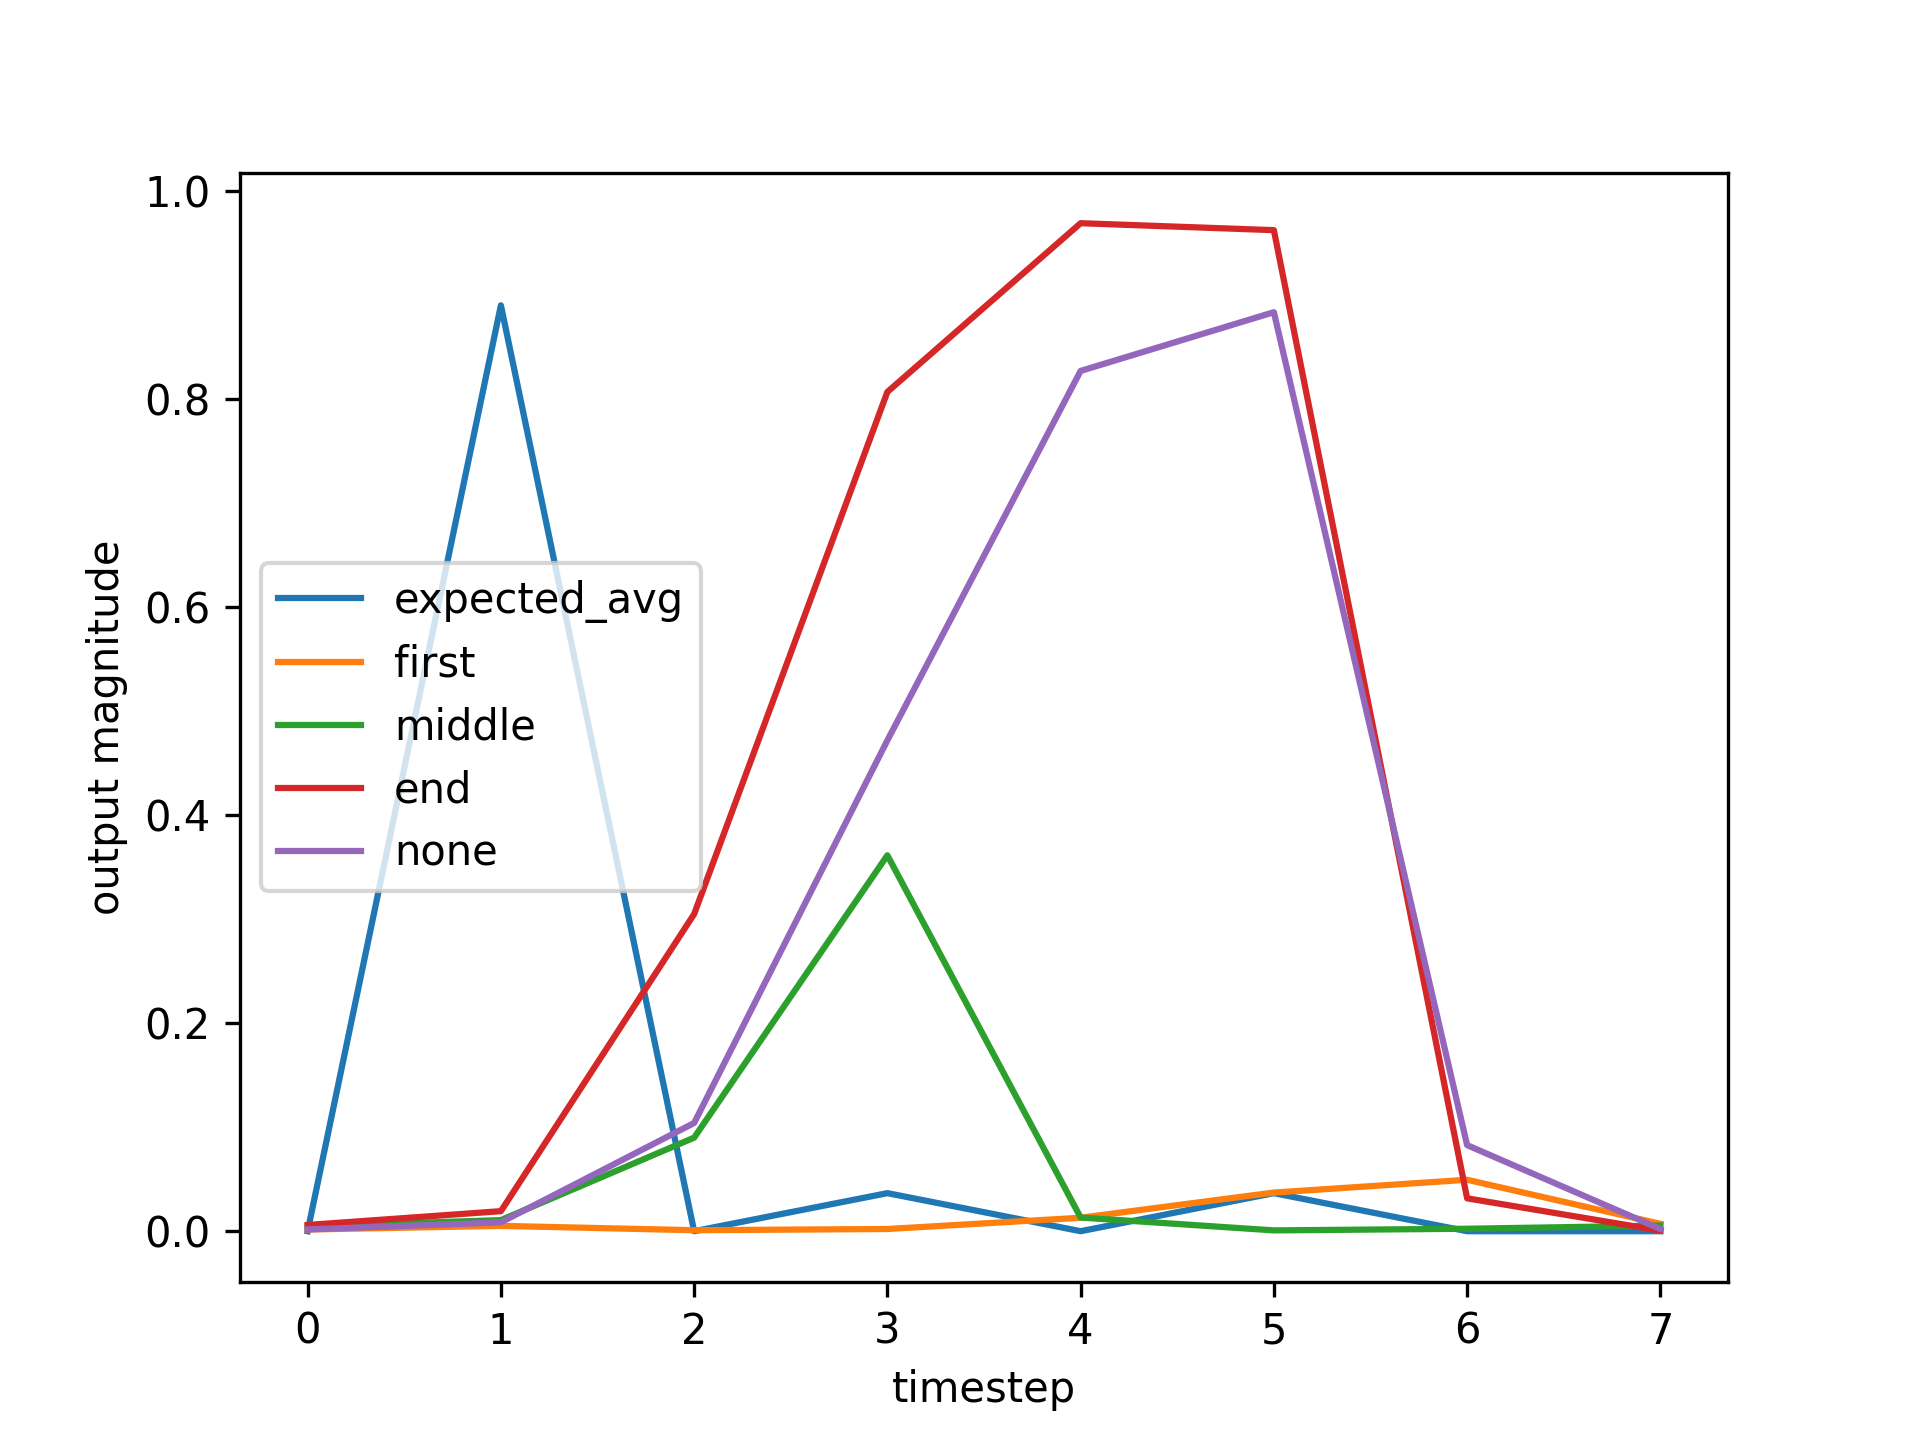 1.0
0.8
0.6
0.4
0.2
0.0
output magnitude
expected_avg
first
middle
end
none
0 1 2 3 4 5 6 7
timestep